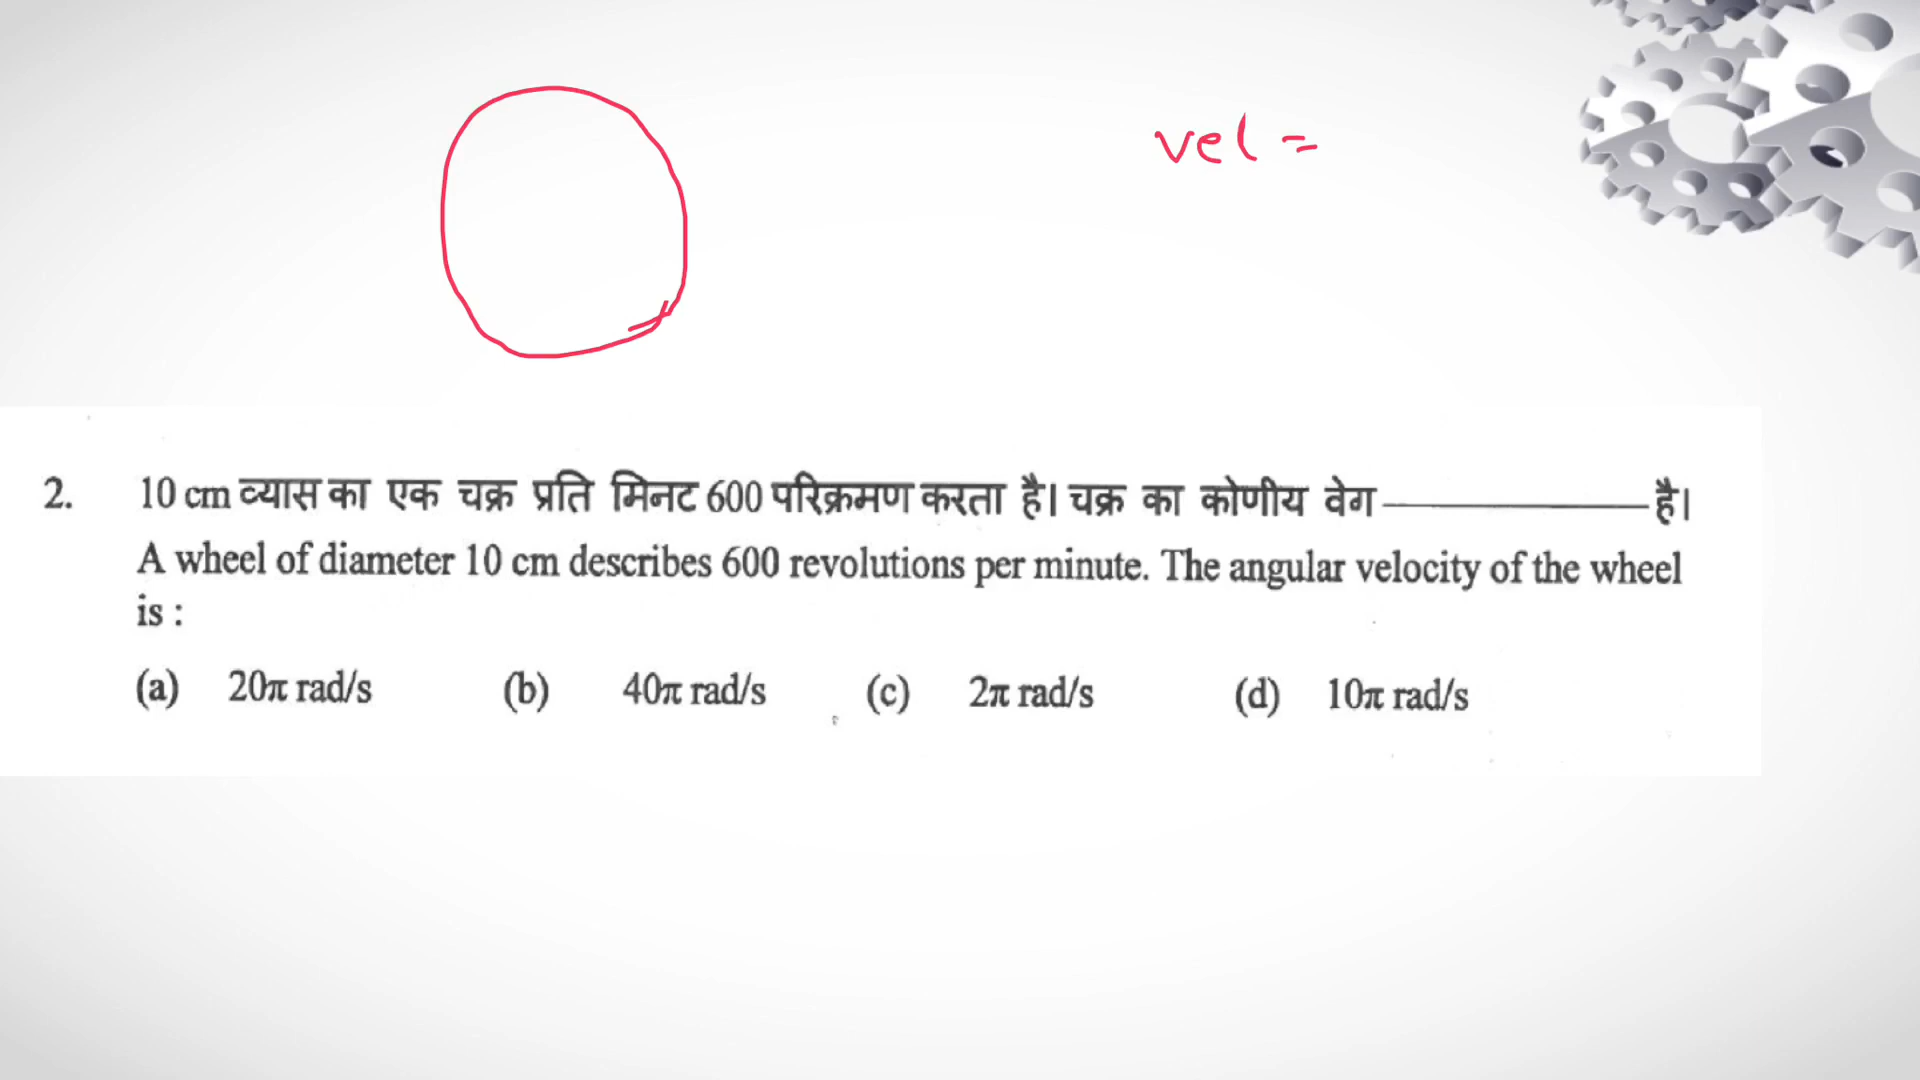 vel =
2. 10 cm व्यास का एक चक्र प्रति मिनट 600 परिक्रमण करता है। चक्र का कोणीय वेग ———— है।
A wheel of diameter 10 cm describes 600 revolutions per minute. The angular velocity of the wheel
is :
(a) 20π rad/s (b) 40π rad/s (c) 2π rad/s (d) 10π rad/s